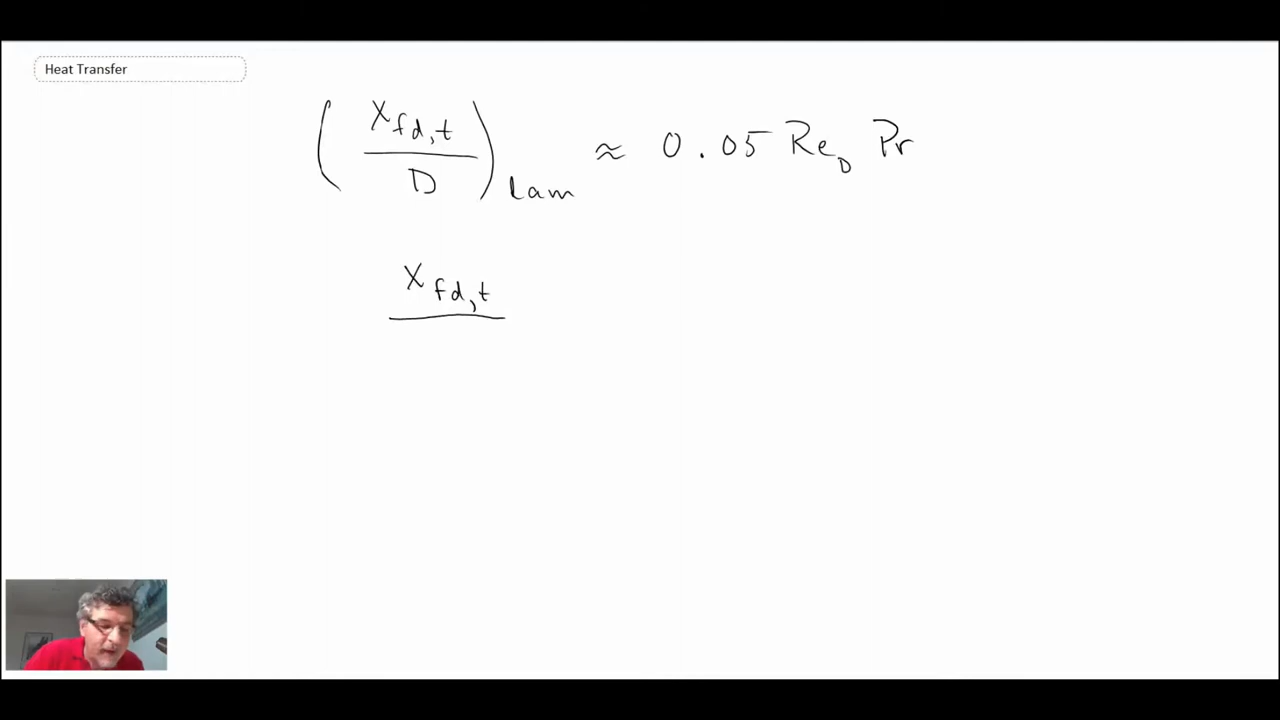 Heat Transfer
(x_fd,t / D)_lam ≈ 0.05 Re_D Pr
x_fd,t